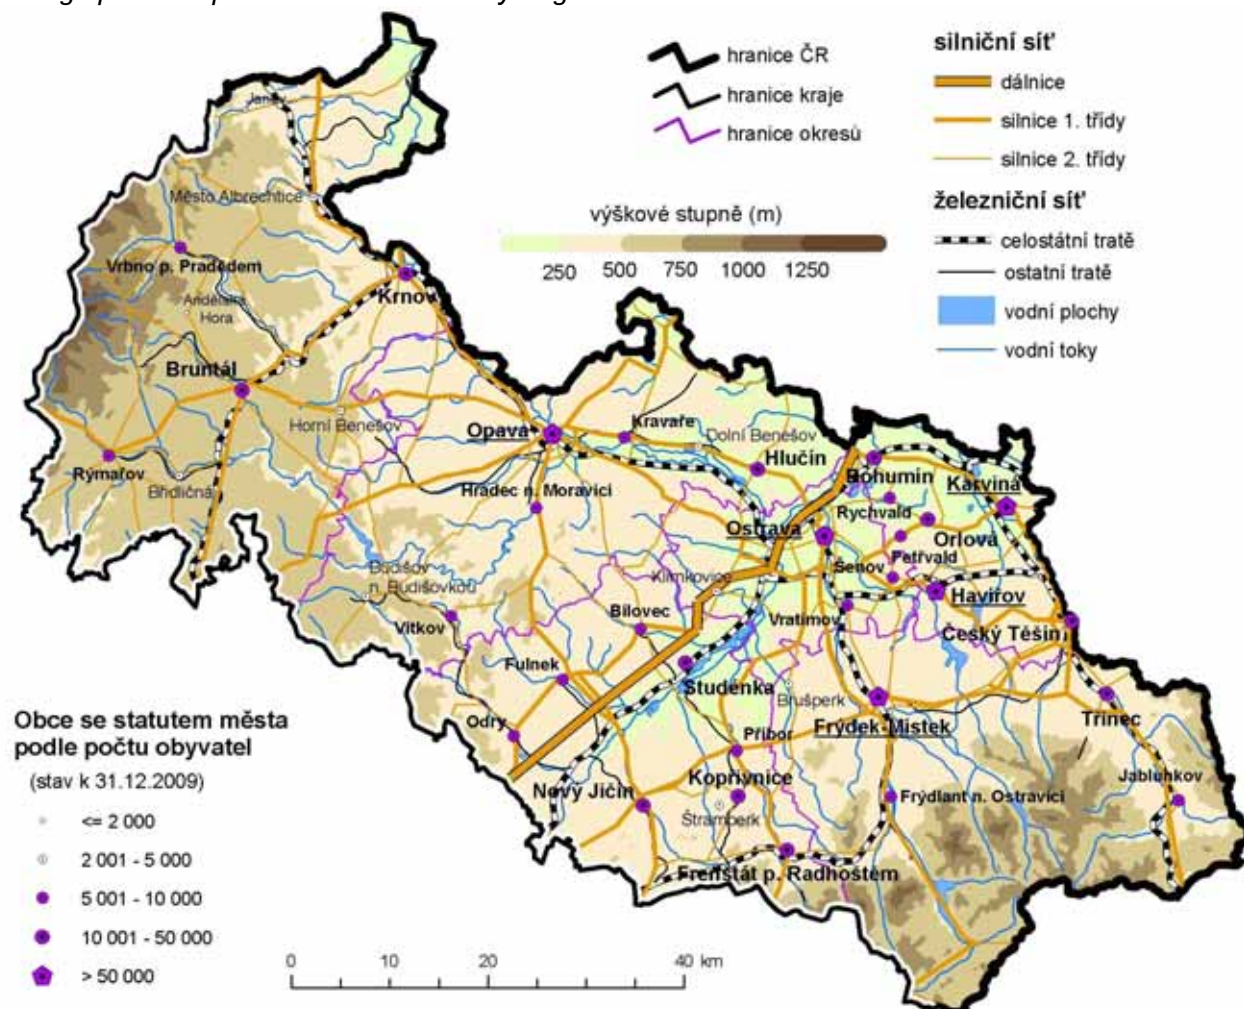 hranice ČR
hranice kraje
hranice okresů
silniční síť
dálnice
silnice 1. třídy
silnice 2. třídy
železniční síť
celostátní tratě
ostatní tratě
vodní plochy
vodní toky
výškové stupně (m)
250 500 750 1000 1250
Janov
Město Albrechtice
Vrbno p. Pradědem
Andělská
Hora
Krnov
Bruntál
Horní Benešov
Rýmařov
Břidličná
Opava
Kravaře
Dolní Benešov
Hlučín
Hradec n. Moravicí
Bohumín
Karviná
Rychvald
Ostrava
Orlová
Petřvald
Šenov
Klimkovice
Havířov
Budišov
n. Budišovkou
Vítkov
Bílovec
Vratimov
Český Těšín
Fulnek
Studénka
Brušperk
Odry
Příbor
Frýdek-Místek
Třinec
Nový Jičín
Kopřivnice
Štramberk
Frýdlant n. Ostravicí
Jablunkov
Frenštát p. Radhoštěm
Obce se statutem města
podle počtu obyvatel
(stav k 31.12.2009)
<= 2 000
2 001 - 5 000
5 001 - 10 000
10 001 - 50 000
> 50 000
0 20 40 km